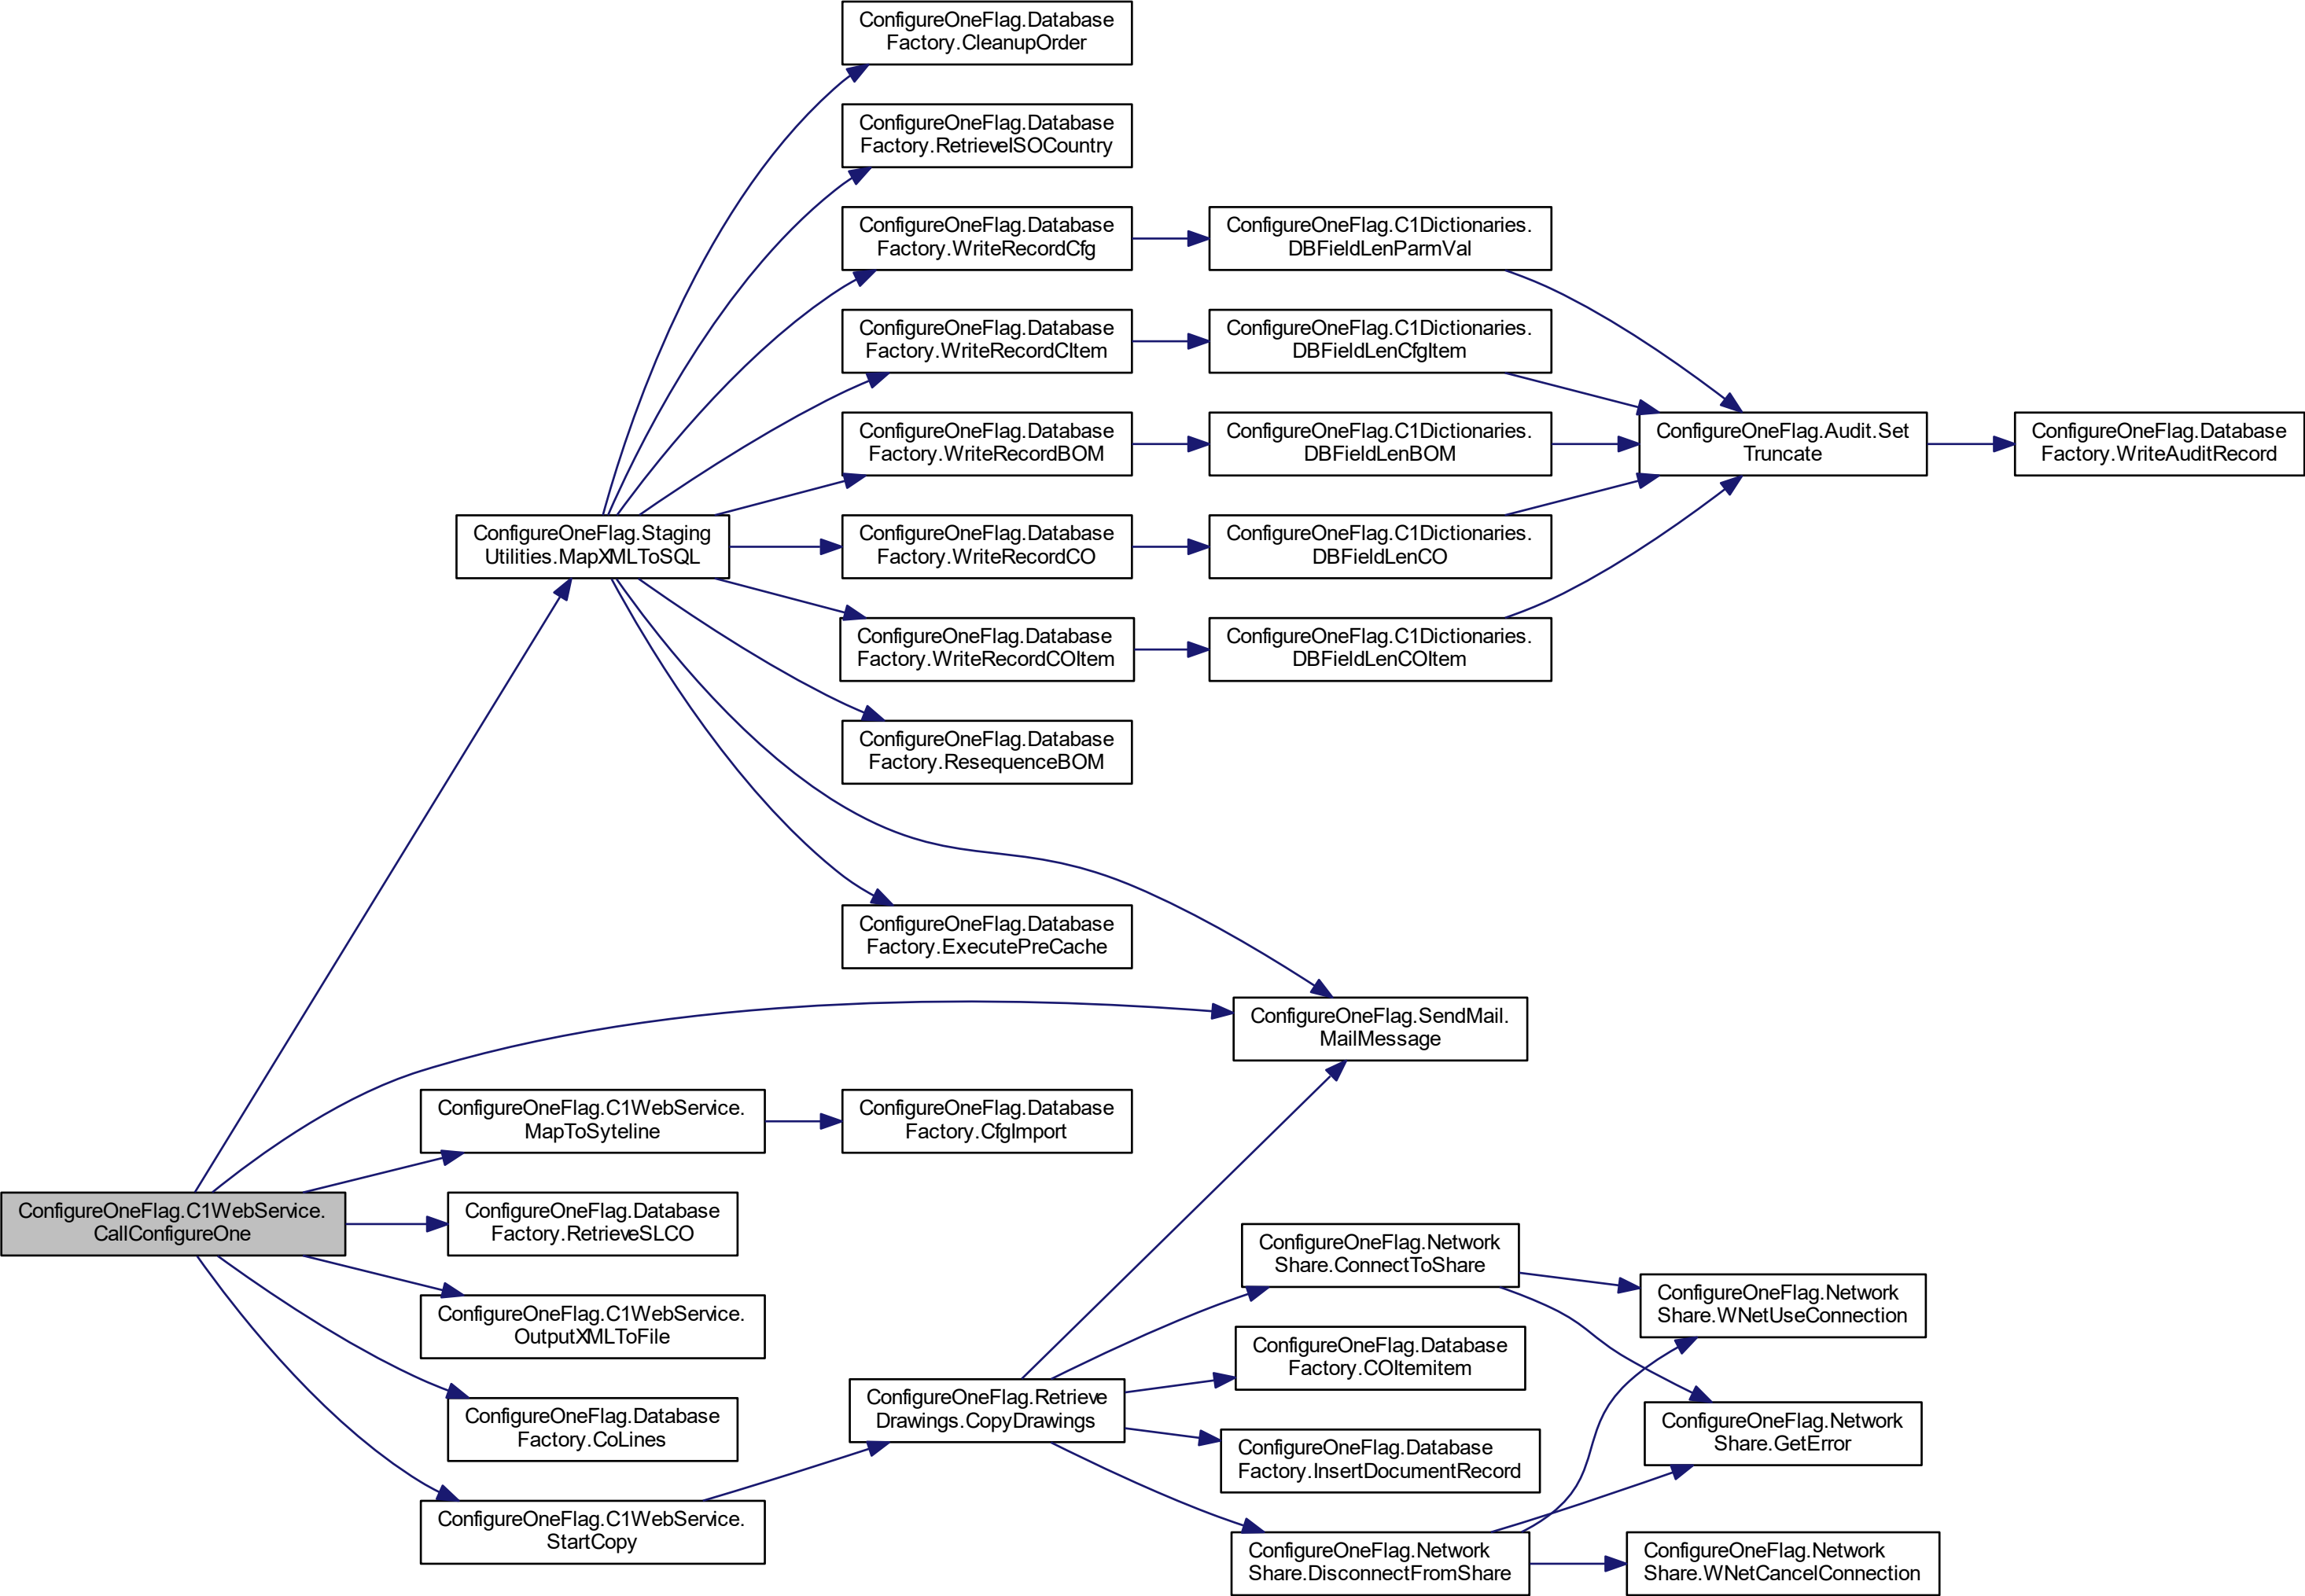 ConfigureOneFlag.Database
Factory.CleanupOrder
ConfigureOneFlag.Database
Factory.RetrieveISOCountry
ConfigureOneFlag.Database
Factory.WriteRecordCfg
ConfigureOneFlag.C1Dictionaries.
DBFieldLenParmVal
ConfigureOneFlag.Database
Factory.WriteRecordCItem
ConfigureOneFlag.C1Dictionaries.
DBFieldLenCfgItem
ConfigureOneFlag.Database
Factory.WriteRecordBOM
ConfigureOneFlag.C1Dictionaries.
DBFieldLenBOM
ConfigureOneFlag.Audit.Set
Truncate
ConfigureOneFlag.Database
Factory.WriteAuditRecord
ConfigureOneFlag.Staging
Utilities.MapXMLToSQL
ConfigureOneFlag.Database
Factory.WriteRecordCO
ConfigureOneFlag.C1Dictionaries.
DBFieldLenCO
ConfigureOneFlag.Database
Factory.WriteRecordCOItem
ConfigureOneFlag.C1Dictionaries.
DBFieldLenCOItem
ConfigureOneFlag.Database
Factory.ResequenceBOM
ConfigureOneFlag.Database
Factory.ExecutePreCache
ConfigureOneFlag.SendMail.
MailMessage
ConfigureOneFlag.C1WebService.
MapToSyteline
ConfigureOneFlag.Database
Factory.CfgImport
ConfigureOneFlag.C1WebService.
CallConfigureOne
ConfigureOneFlag.Database
Factory.RetrieveSLCO
ConfigureOneFlag.Network
Share.ConnectToShare
ConfigureOneFlag.Network
Share.WNetUseConnection
ConfigureOneFlag.C1WebService.
OutputXMLToFile
ConfigureOneFlag.Database
Factory.COItemitem
ConfigureOneFlag.Retrieve
Drawings.CopyDrawings
ConfigureOneFlag.Database
Factory.CoLines
ConfigureOneFlag.Network
Share.GetError
ConfigureOneFlag.Database
Factory.InsertDocumentRecord
ConfigureOneFlag.C1WebService.
StartCopy
ConfigureOneFlag.Network
Share.DisconnectFromShare
ConfigureOneFlag.Network
Share.WNetCancelConnection